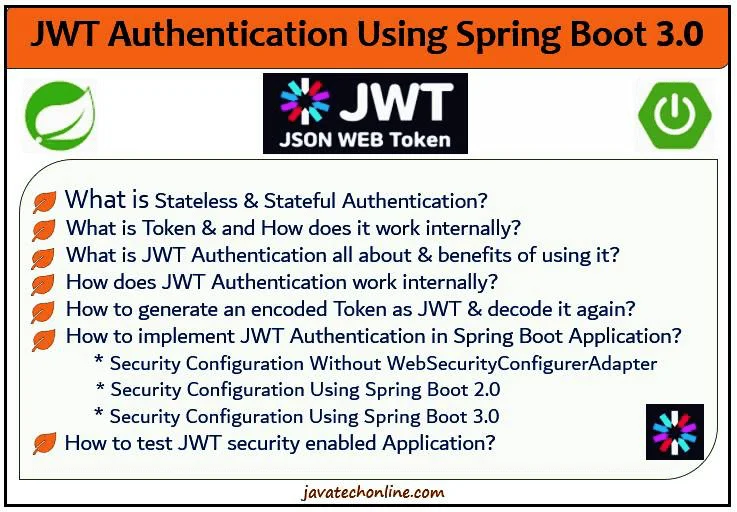 JWT Authentication Using Spring Boot 3.0
JWT
JSON WEB Token
What is Stateless & Stateful Authentication?
What is Token & and How does it work internally?
What is JWT Authentication all about & benefits of using it?
How does JWT Authentication work internally?
How to generate an encoded Token as JWT & decode it again?
How to implement JWT Authentication in Spring Boot Application?
* Security Configuration Without WebSecurityConfigurerAdapter
* Security Configuration Using Spring Boot 2.0
* Security Configuration Using Spring Boot 3.0
How to test JWT security enabled Application?
javatechonline.com